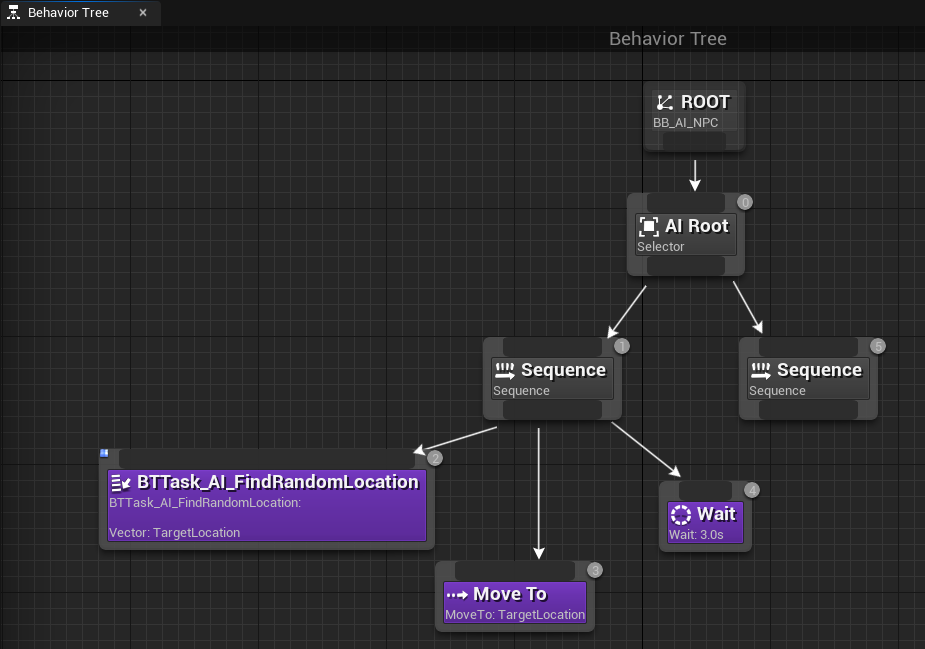 Behavior Tree
Behavior Tree
ROOT
BB_AI_NPC
0
AI Root
Selector
1
Sequence
Sequence
5
Sequence
Sequence
2
BTTask_AI_FindRandomLocation
BTTask_AI_FindRandomLocation:
Vector: TargetLocation
4
Wait
Wait: 3.0s
3
Move To
MoveTo: TargetLocation